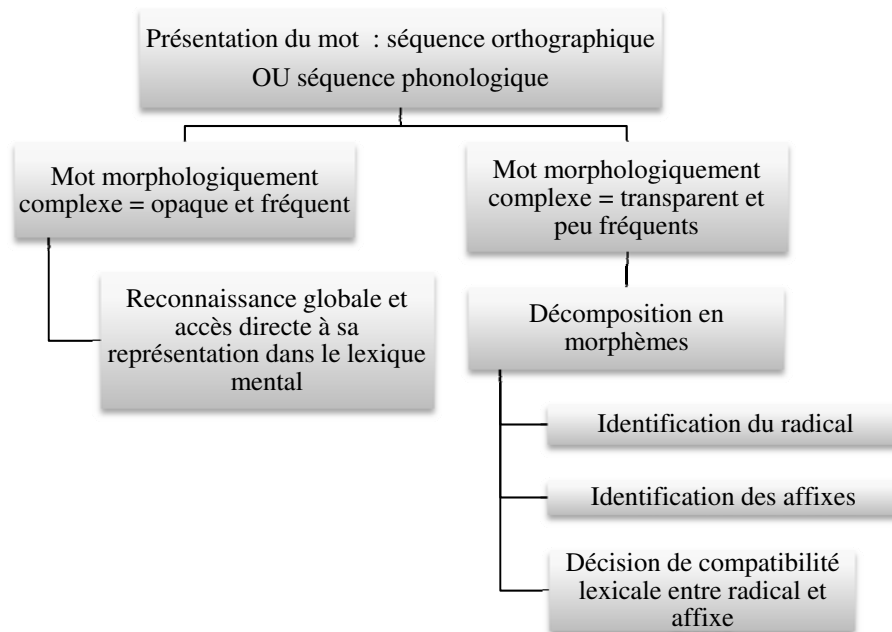 Présentation du mot : séquence orthographique
OU séquence phonologique
Mot morphologiquement
complexe = opaque et fréquent
Mot morphologiquement
complexe = transparent et
peu fréquents
Reconnaissance globale et
accès directe à sa
représentation dans le lexique
mental
Décomposition en
morphèmes
Identification du radical
Identification des affixes
Décision de compatibilité
lexicale entre radical et
affixe